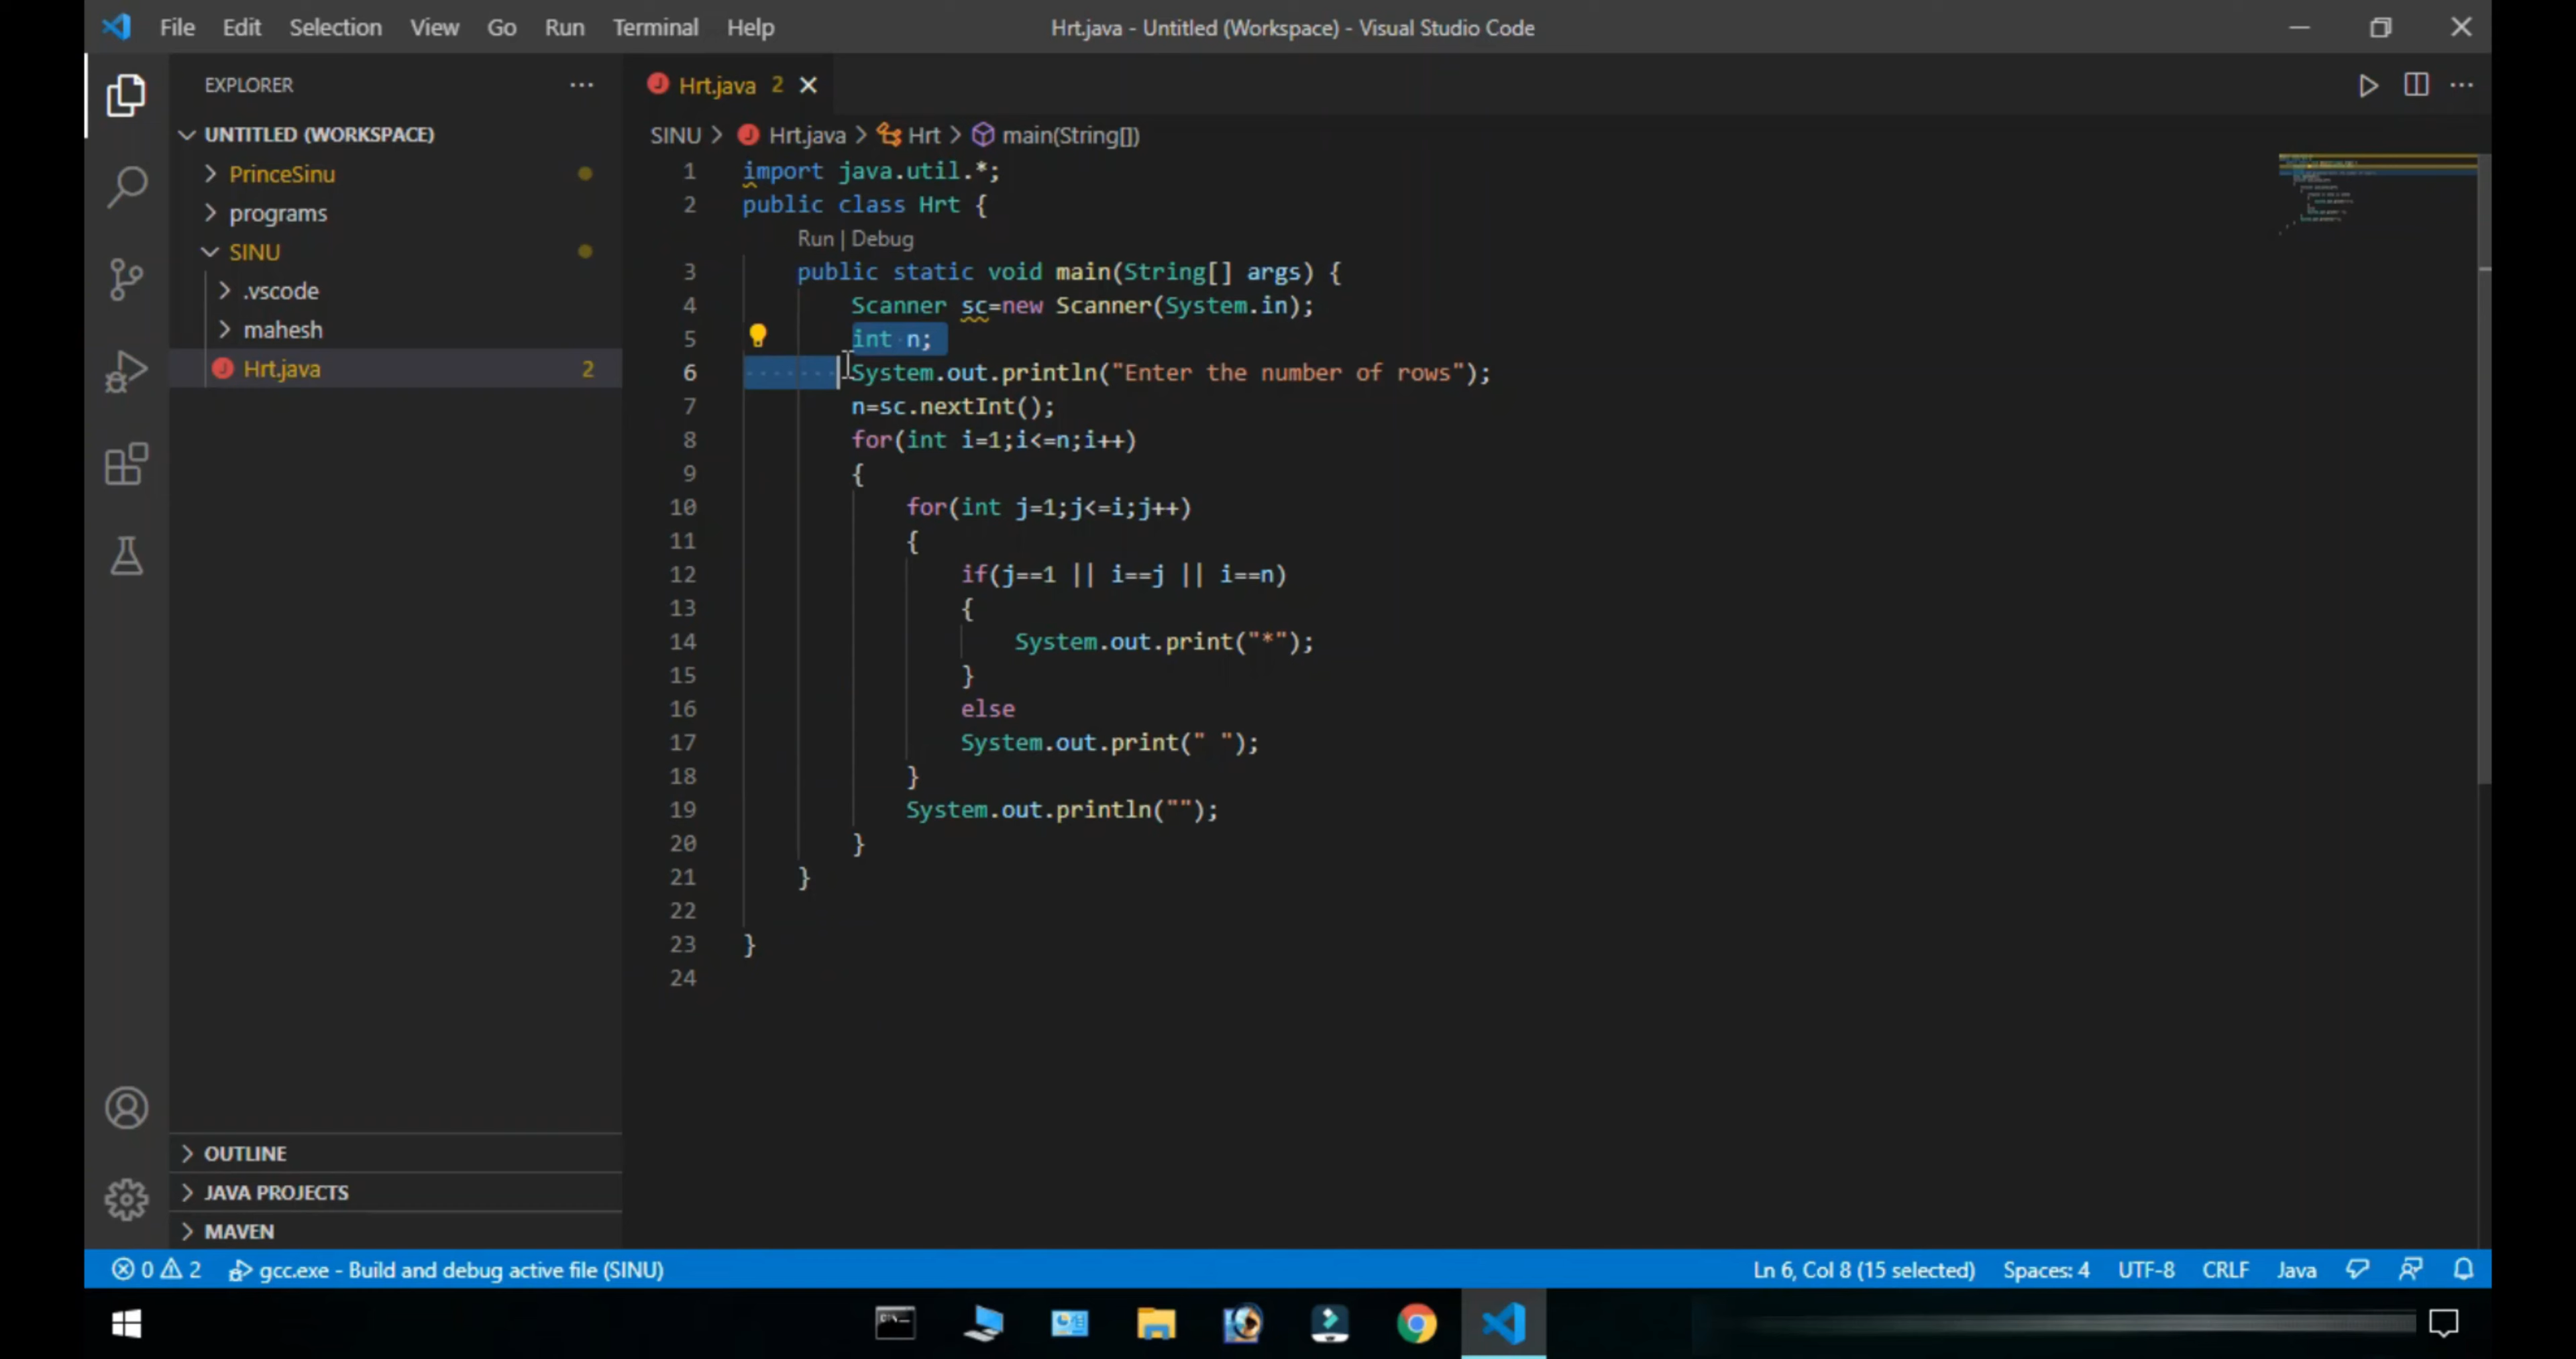 File Edit Selection View Go Run Terminal Help
Hrt.java - Untitled (Workspace) - Visual Studio Code
EXPLORER
Hrt.java 2
UNTITLED (WORKSPACE)
PrinceSinu
programs
SINU
.vscode
mahesh
Hrt.java 2
SINU > Hrt.java > Hrt > main(String[])
1 import java.util.*;
2 public class Hrt {
Run | Debug
3 public static void main(String[] args) {
4 Scanner sc=new Scanner(System.in);
5 int n;
6 System.out.println("Enter the number of rows");
7 n=sc.nextInt();
8 for(int i=1;i<=n;i++)
9 {
10 for(int j=1;j<=i;j++)
11 {
12 if(j==1 || i==j || i==n)
13 {
14 System.out.print("*");
15 }
16 else
17 System.out.print(" ");
18 }
19 System.out.println("");
20 }
21 }
22
23 }
24
OUTLINE
JAVA PROJECTS
MAVEN
0 2 gcc.exe - Build and debug active file (SINU)
Ln 6, Col 8 (15 selected) Spaces: 4 UTF-8 CRLF Java